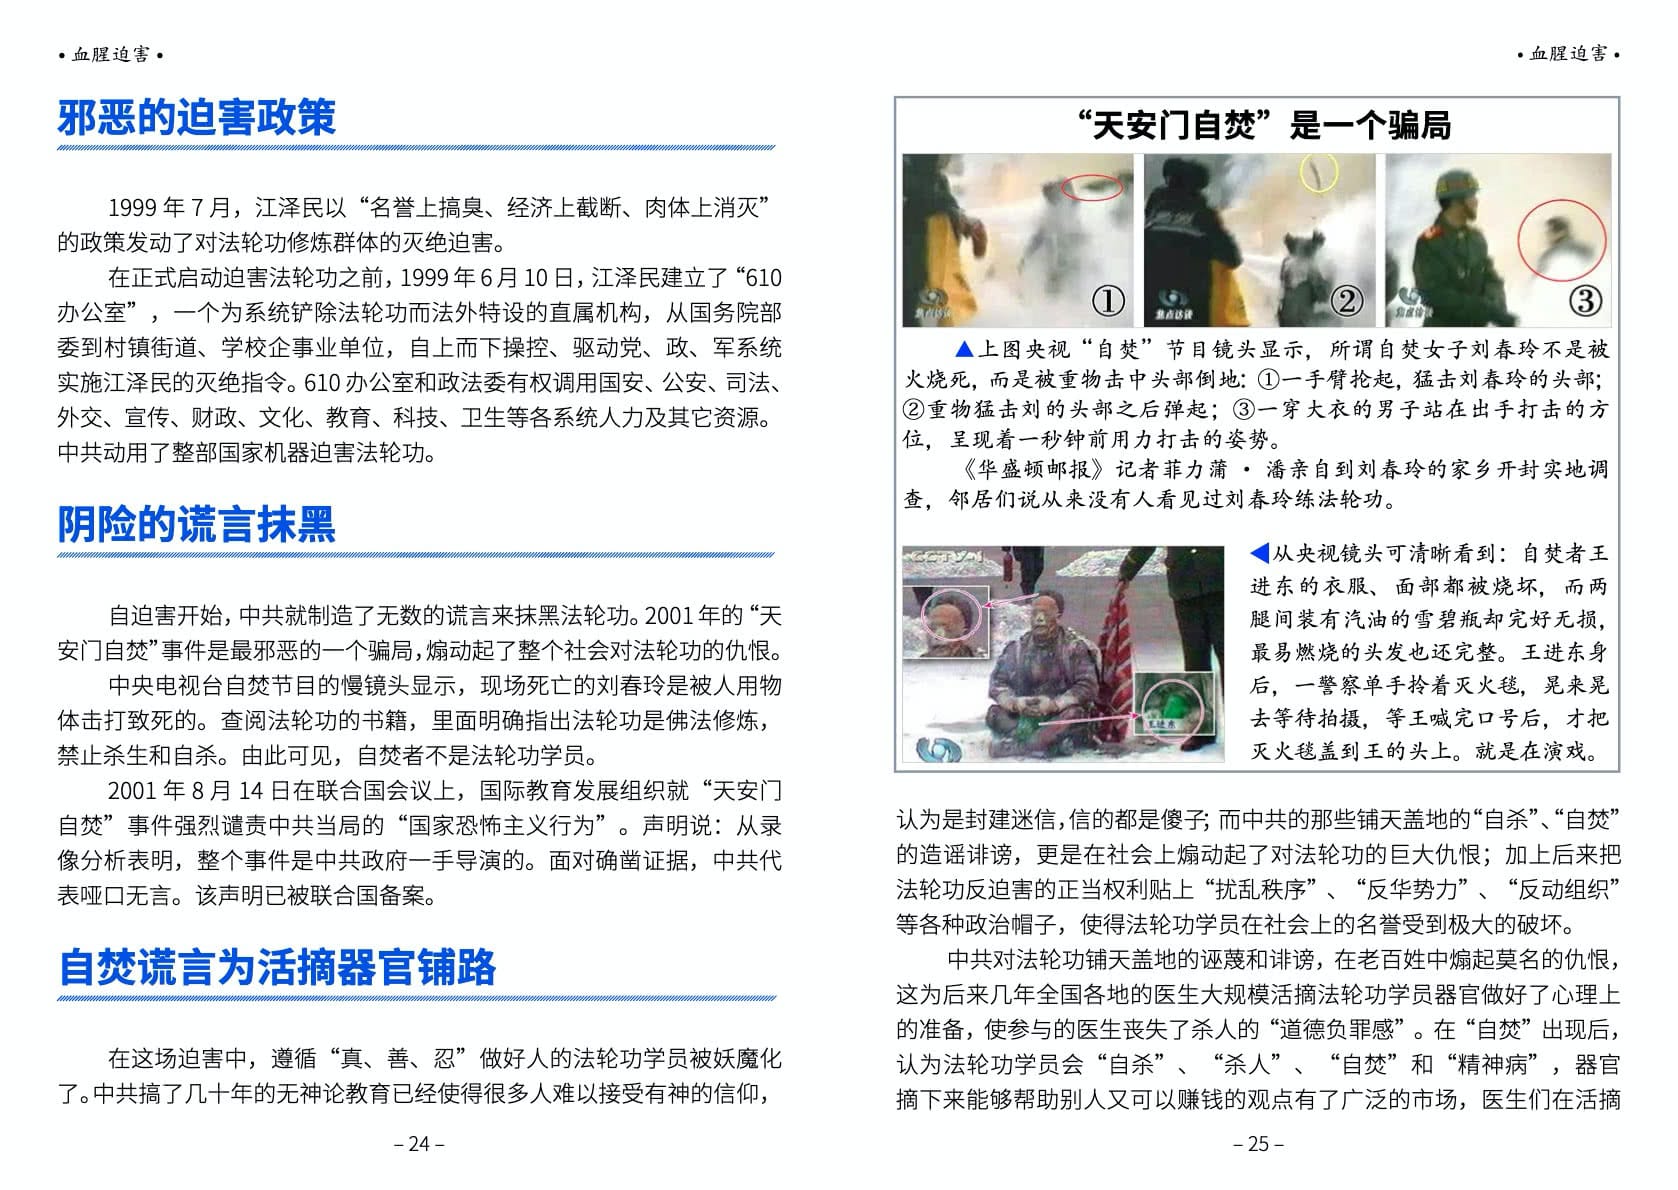 • 血腥迫害 •
邪恶的迫害政策
1999 年 7 月，江泽民以“名誉上搞臭、经济上截断、肉体上消灭”
的政策发动了对法轮功修炼群体的灭绝迫害。
在正式启动迫害法轮功之前，1999 年 6 月 10 日，江泽民建立了“610
办公室”，一个为系统铲除法轮功而法外特设的直属机构，从国务院部
委到村镇街道、学校企事业单位，自上而下操控、驱动党、政、军系统
实施江泽民的灭绝指令。610 办公室和政法委有权调用国安、公安、司法、
外交、宣传、财政、文化、教育、科技、卫生等各系统人力及其它资源。
中共动用了整部国家机器迫害法轮功。
阴险的谎言抹黑
自迫害开始，中共就制造了无数的谎言来抹黑法轮功。2001 年的“天
安门自焚”事件是最邪恶的一个骗局，煽动起了整个社会对法轮功的仇恨。
中央电视台自焚节目的慢镜头显示，现场死亡的刘春玲是被人用物
体击打致死的。查阅法轮功的书籍，里面明确指出法轮功是佛法修炼，
禁止杀生和自杀。由此可见，自焚者不是法轮功学员。
2001 年 8 月 14 日在联合国会议上，国际教育发展组织就“天安门
自焚”事件强烈谴责中共当局的“国家恐怖主义行为”。声明说：从录
像分析表明，整个事件是中共政府一手导演的。面对确凿证据，中共代
表哑口无言。该声明已被联合国备案。
自焚谎言为活摘器官铺路
在这场迫害中，遵循“真、善、忍”做好人的法轮功学员被妖魔化
了。中共搞了几十年的无神论教育已经使得很多人难以接受有神的信仰，
– 24 –
• 血腥迫害 •
“天安门自焚”是一个骗局
焦点访谈 ①
焦点访谈 ②
焦点访谈 ③
▲上图央视“自焚”节目镜头显示，所谓自焚女子刘春玲不是被
火烧死，而是被重物击中头部倒地：①一手臂抡起，猛击刘春玲的头部；
②重物猛击刘的头部之后弹起；③一穿大衣的男子站在出手打击的方
位，呈现着一秒钟前用力打击的姿势。
《华盛顿邮报》记者菲力蒲 · 潘亲自到刘春玲的家乡开封实地调
查，邻居们说从来没有人看见过刘春玲练法轮功。
CCTV-1
王进东
◀从央视镜头可清晰看到：自焚者王
进东的衣服、面部都被烧坏，而两
腿间装有汽油的雪碧瓶却完好无损，
最易燃烧的头发也还完整。王进东身
后，一警察单手拎着灭火毯，晃来晃
去等待拍摄，等王喊完口号后，才把
灭火毯盖到王的头上。就是在演戏。
认为是封建迷信，信的都是傻子；而中共的那些铺天盖地的“自杀”、“自焚”
的造谣诽谤，更是在社会上煽动起了对法轮功的巨大仇恨；加上后来把
法轮功反迫害的正当权利贴上“扰乱秩序”、“反华势力”、“反动组织”
等各种政治帽子，使得法轮功学员在社会上的名誉受到极大的破坏。
中共对法轮功铺天盖地的诬蔑和诽谤，在老百姓中煽起莫名的仇恨，
这为后来几年全国各地的医生大规模活摘法轮功学员器官做好了心理上
的准备，使参与的医生丧失了杀人的“道德负罪感”。在“自焚”出现后，
认为法轮功学员会“自杀”、“杀人”、“自焚”和“精神病”，器官
摘下来能够帮助别人又可以赚钱的观点有了广泛的市场，医生们在活摘
– 25 –